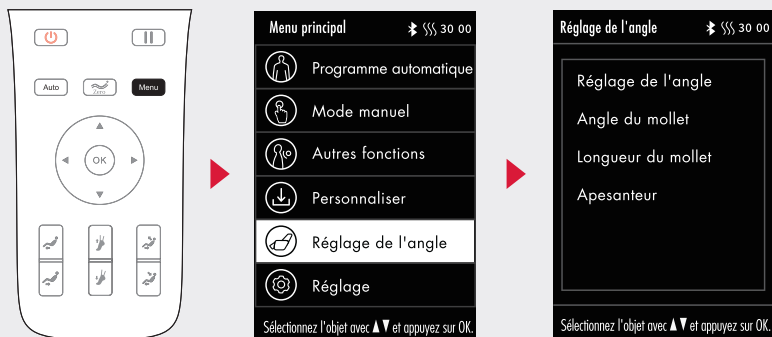 Auto
Zero
Menu
OK
Menu principal 30 00
Programme automatique
Mode manuel
Autres fonctions
Personnaliser
Réglage de l'angle
Réglage
Sélectionnez l'objet avec ▲▼ et appuyez sur OK.
Réglage de l'angle 30 00
Réglage de l'angle
Angle du mollet
Longueur du mollet
Apesanteur
Sélectionnez l'objet avec ▲▼ et appuyez sur OK.